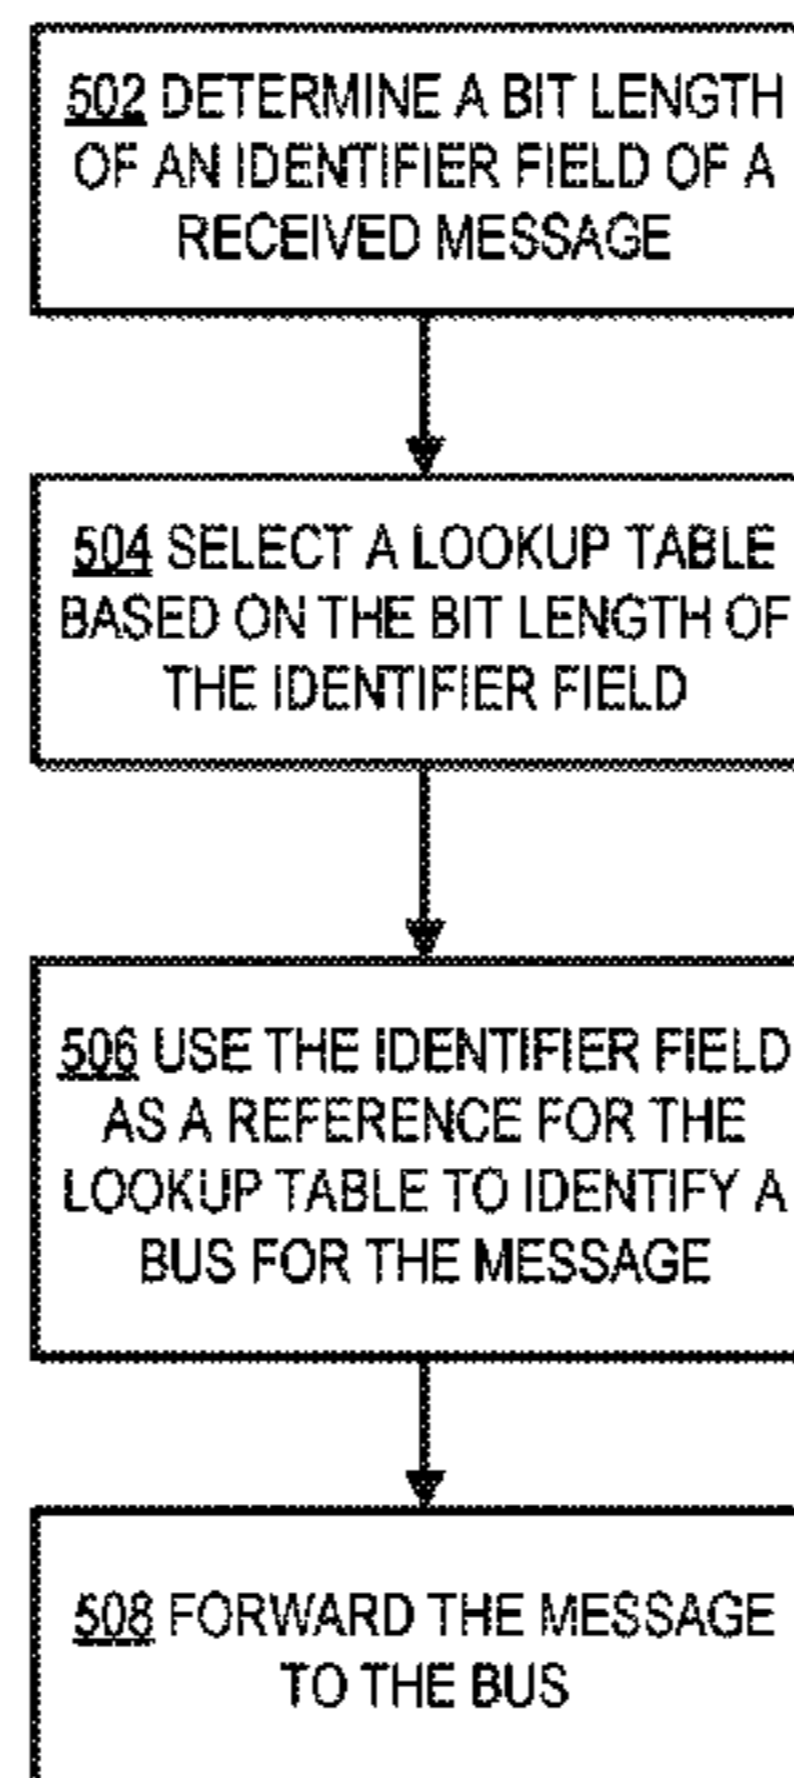 502 DETERMINE A BIT LENGTH
OF AN IDENTIFIER FIELD OF A
RECEIVED MESSAGE
504 SELECT A LOOKUP TABLE
BASED ON THE BIT LENGTH OF
THE IDENTIFIER FIELD
506 USE THE IDENTIFIER FIELD
AS A REFERENCE FOR THE
LOOKUP TABLE TO IDENTIFY A
BUS FOR THE MESSAGE
508 FORWARD THE MESSAGE
TO THE BUS